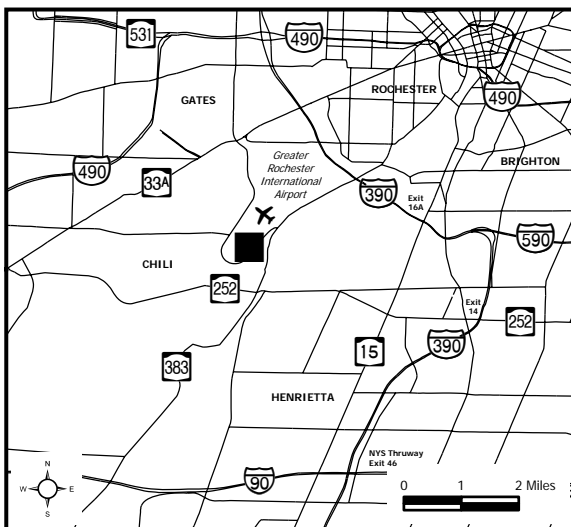 531
490
ROCHESTER
GATES
490
490
33A
Greater
Rochester
International
Airport
BRIGHTON
390
Exit
16A
590
CHILI
252
Exit
14
252
383
15
390
HENRIETTA
NYS Thruway
Exit 46
90
N
W
E
S
0 1 2 Miles